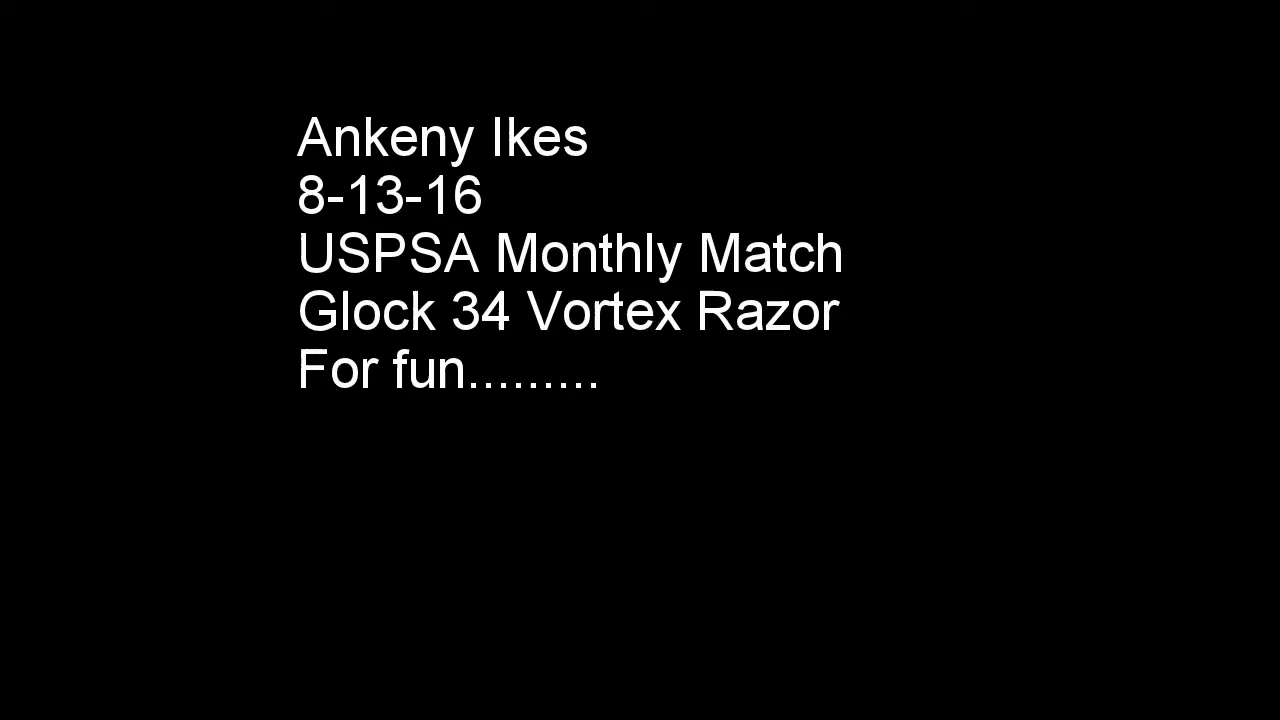 Ankeny Ikes
8-13-16
USPSA Monthly Match
Glock 34 Vortex Razor
For fun.........